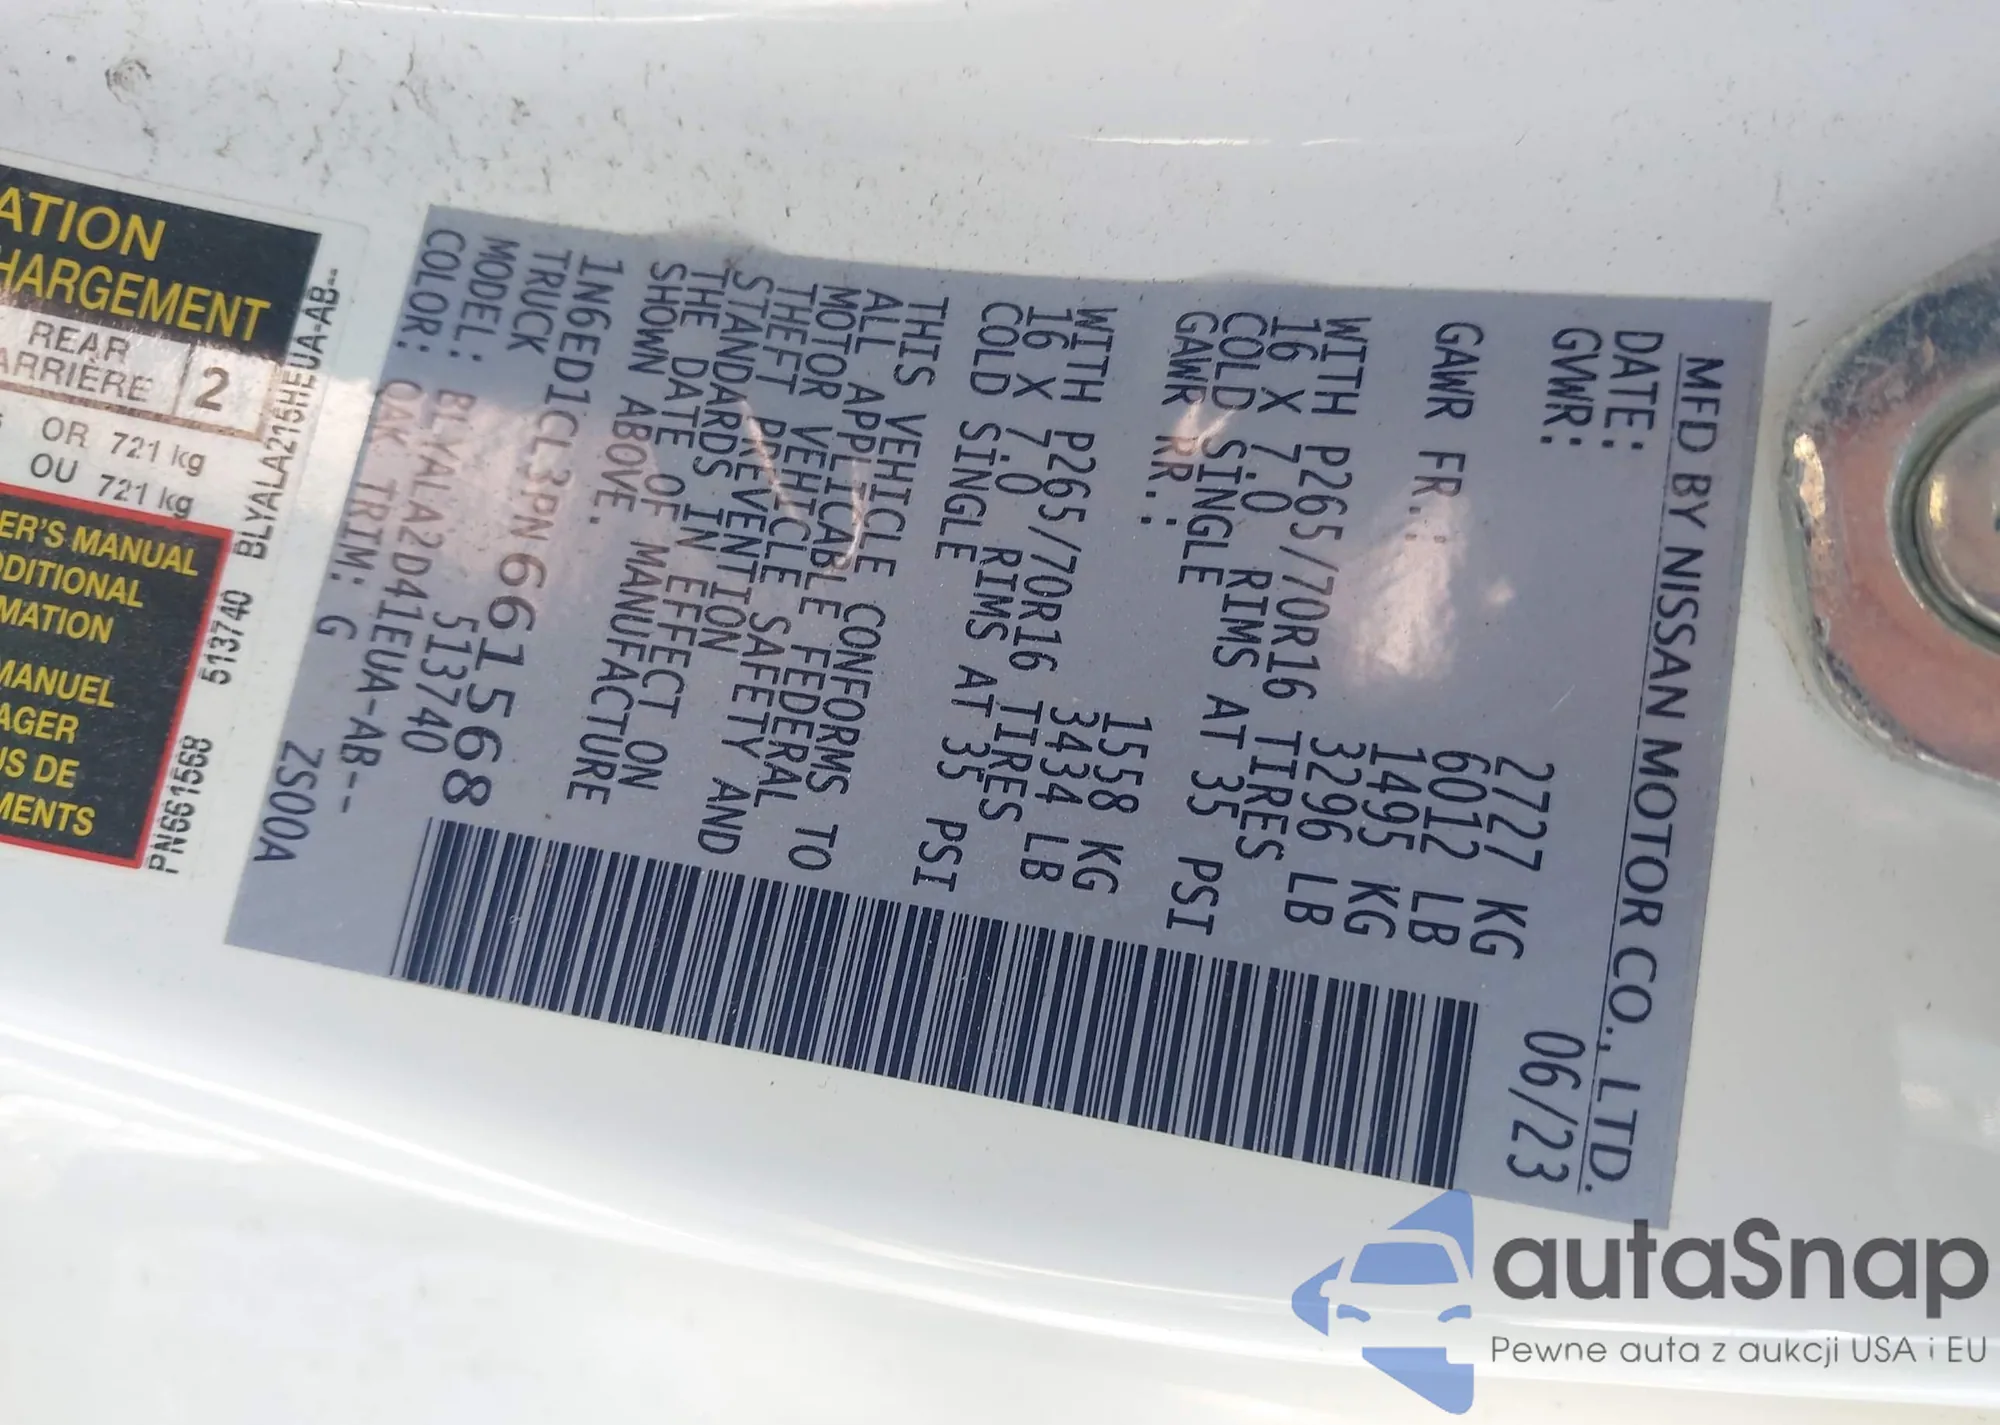 MFD BY NISSAN MOTOR CO., LTD.
DATE: 06/23
GVWR: 2727 KG
6012 LB
GAWR FR.: 1495 KG
3296 LB
WITH P265/70R16 TIRES
16 X 7.0 RIMS AT 35 PSI
COLD SINGLE
GAWR RR.: 1558 KG
3434 LB
WITH P265/70R16 TIRES
16 X 7.0 RIMS AT 35 PSI
COLD SINGLE
THIS VEHICLE CONFORMS TO
ALL APPLICABLE FEDERAL
MOTOR VEHICLE SAFETY AND
THEFT PREVENTION
STANDARDS IN EFFECT ON
THE DATE OF MANUFACTURE
SHOWN ABOVE.
1N6ED1CL3PN661568
TRUCK 513740
MODEL: BLYALA2D41EUA-AB--
COLOR: QAK TRIM: G ZS00A
ATION
HARGEMENT
REAR
ARRIÈRE 2
OR 721 kg
OU 721 kg
ER'S MANUAL
DDITIONAL
MATION
MANUEL
AGER
US DE
MENTS
PN661568 513740 BLYALA215HEUA-AB--
autaSnap
Pewne auta z aukcji USA i EU